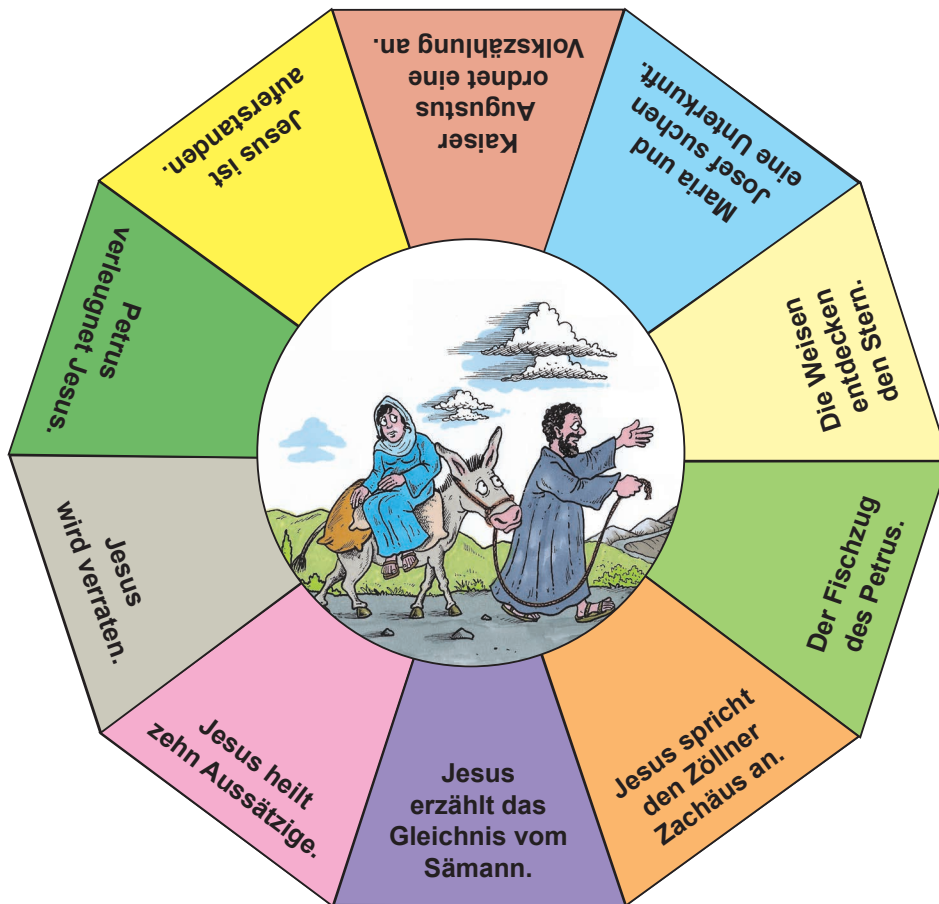 Kaiser
Augustus
ordnet eine
Volkszählung an.
Maria und
Josef suchen
eine Unterkunft.
Die Weisen
entdecken
den Stern.
Der Fischzug
des Petrus.
Jesus spricht
den Zöllner
Zachäus an.
Jesus
erzählt das
Gleichnis vom
Sämann.
Jesus heilt
zehn Aussätzige.
Jesus
wird verraten.
Petrus
verleugnet Jesus.
Jesus ist
auferstanden.